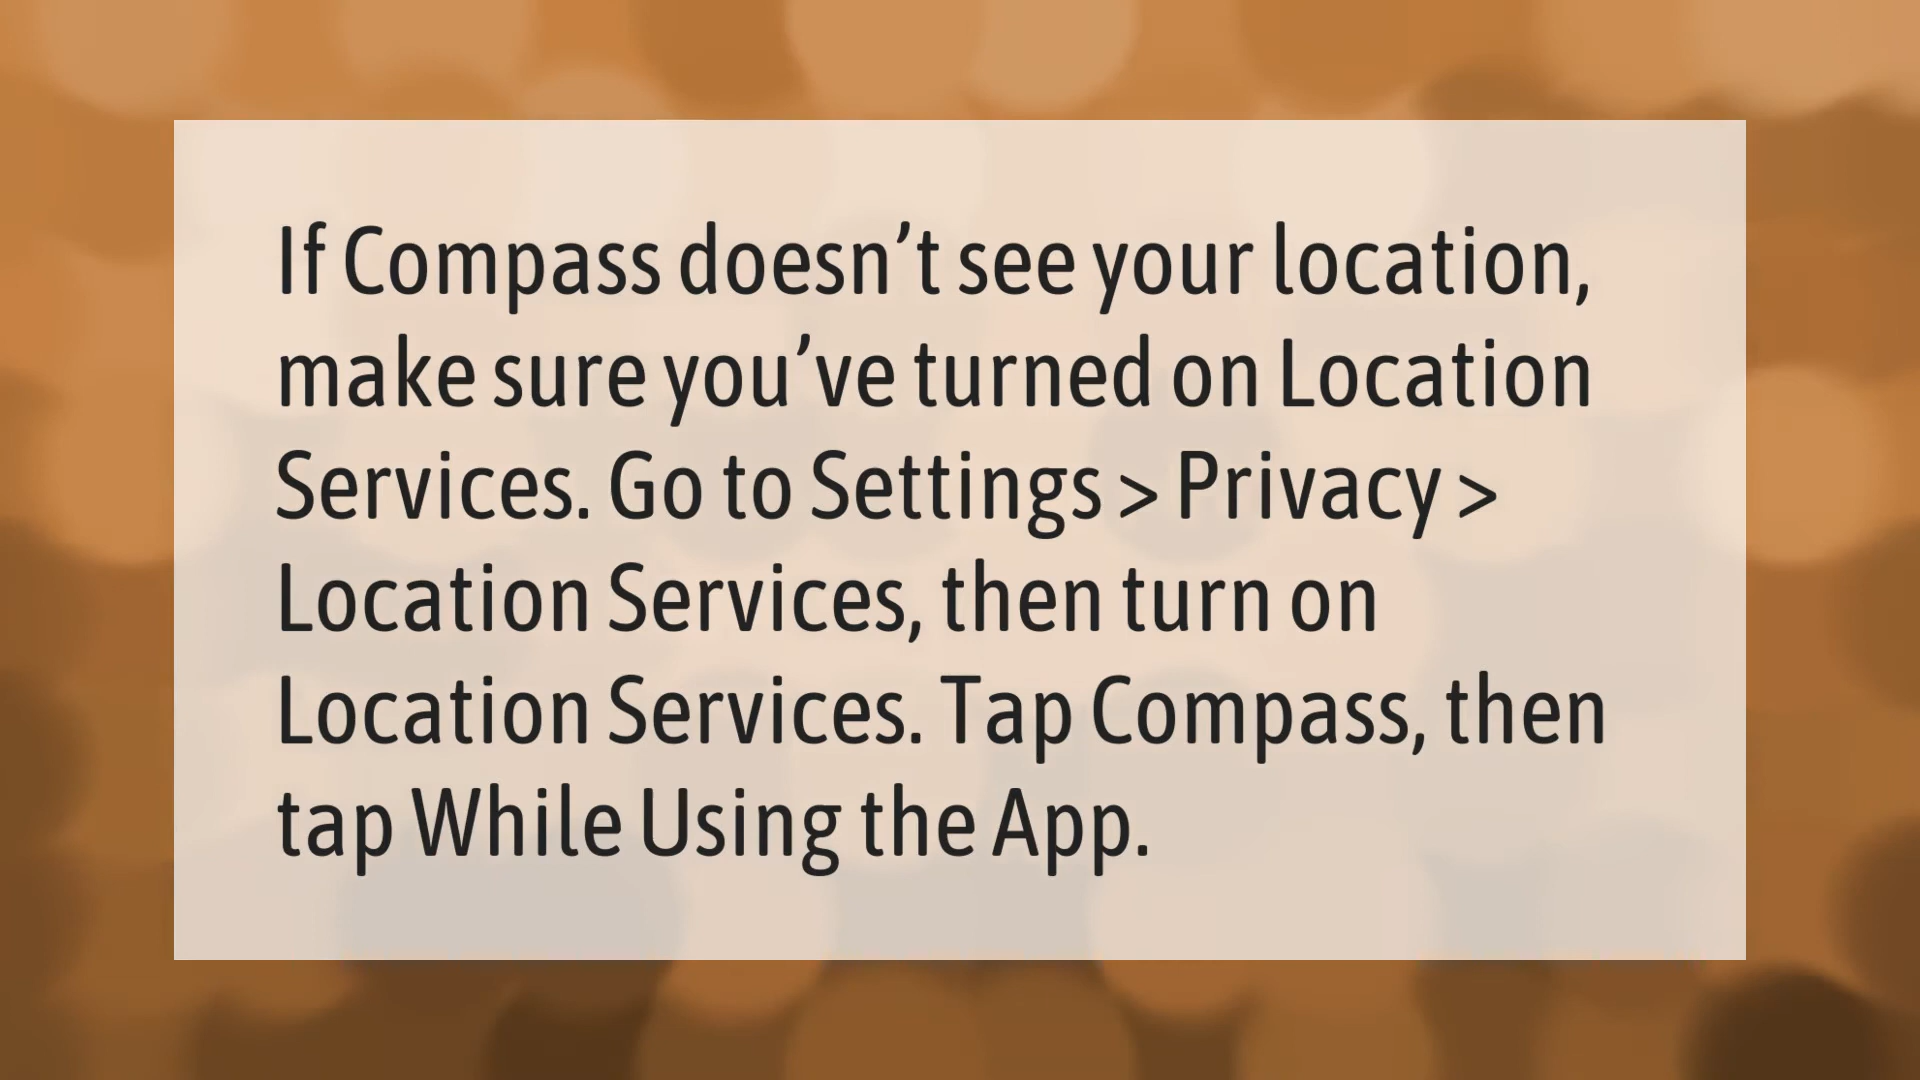 If Compass doesn’t see your location,
make sure you’ve turned on Location
Services. Go to Settings > Privacy >
Location Services, then turn on
Location Services. Tap Compass, then
tap While Using the App.